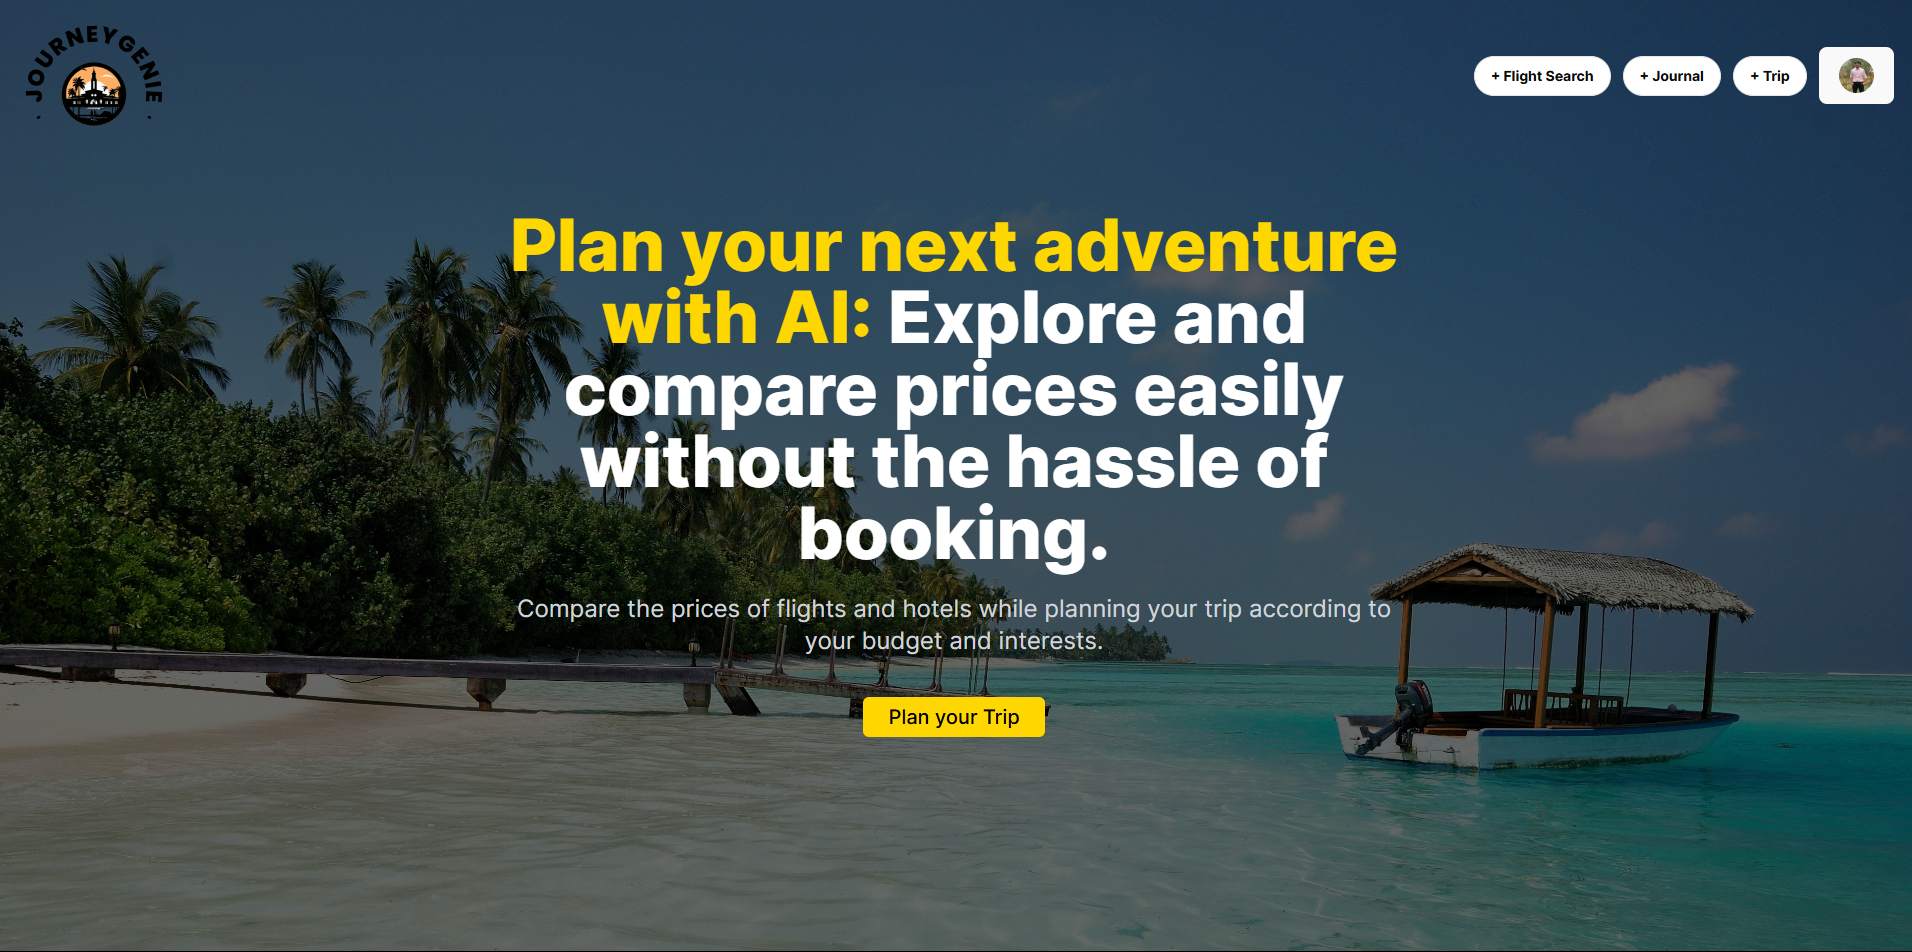 JOURNEYGENIE
+ Flight Search
+ Journal
+ Trip
Plan your next adventure
with AI: Explore and
compare prices easily
without the hassle of
booking.
Compare the prices of flights and hotels while planning your trip according to
your budget and interests.
Plan your Trip